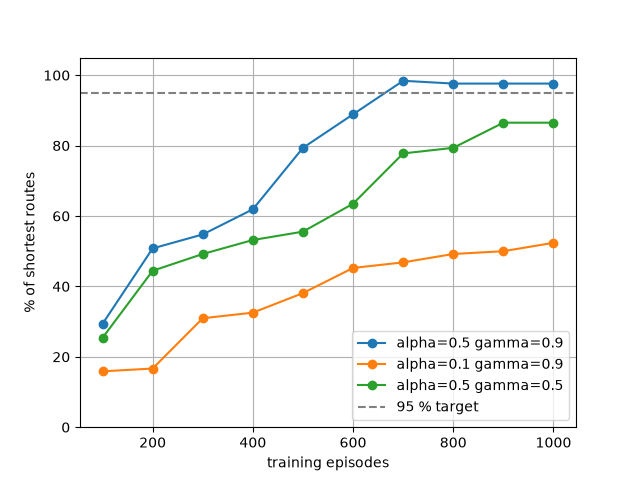 100
80
60
40
20
0
% of shortest routes
alpha=0.5 gamma=0.9
alpha=0.1 gamma=0.9
alpha=0.5 gamma=0.5
95 % target
200 400 600 800 1000
training episodes